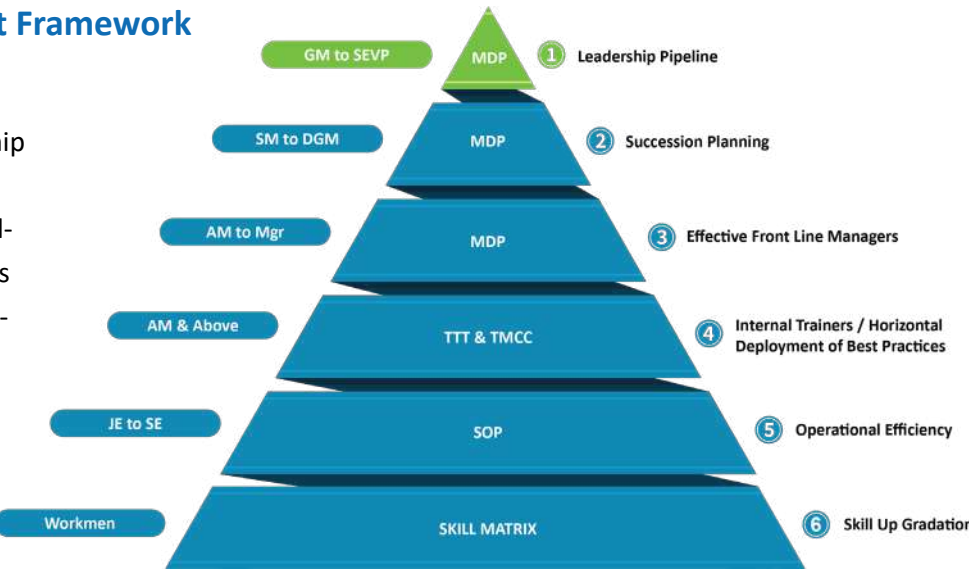 t Framework
GM to SEVP
MDP
1
Leadership Pipeline
hip
SM to DGM
MDP
2
Succession Planning
l-
s
-
AM to Mgr
MDP
3
Effective Front Line Managers
AM & Above
TTT & TMCC
4
Internal Trainers / Horizontal
Deployment of Best Practices
JE to SE
SOP
5
Operational Efficiency
Workmen
SKILL MATRIX
6
Skill Up Gradation